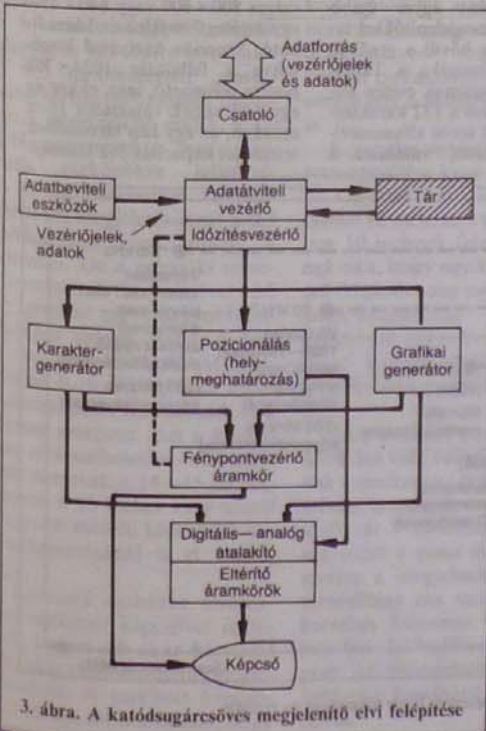 Adatforrás
(vezérlőjelek
és adatok)
Csatoló
Adatbeviteli
eszközök
Adatátviteli
vezérlő
Tár
Vezérlőjelek,
adatok
Időzítésvezérlő
Karakter-
generátor
Pozicionálás
(hely-
meghatározás)
Grafikai
generátor
Fénypontvezérlő
áramkör
Digitális—analóg
átalakító
Eltérítő
áramkörök
Képcső
3. ábra. A katódsugárcsöves megjelenítő elvi felépítése